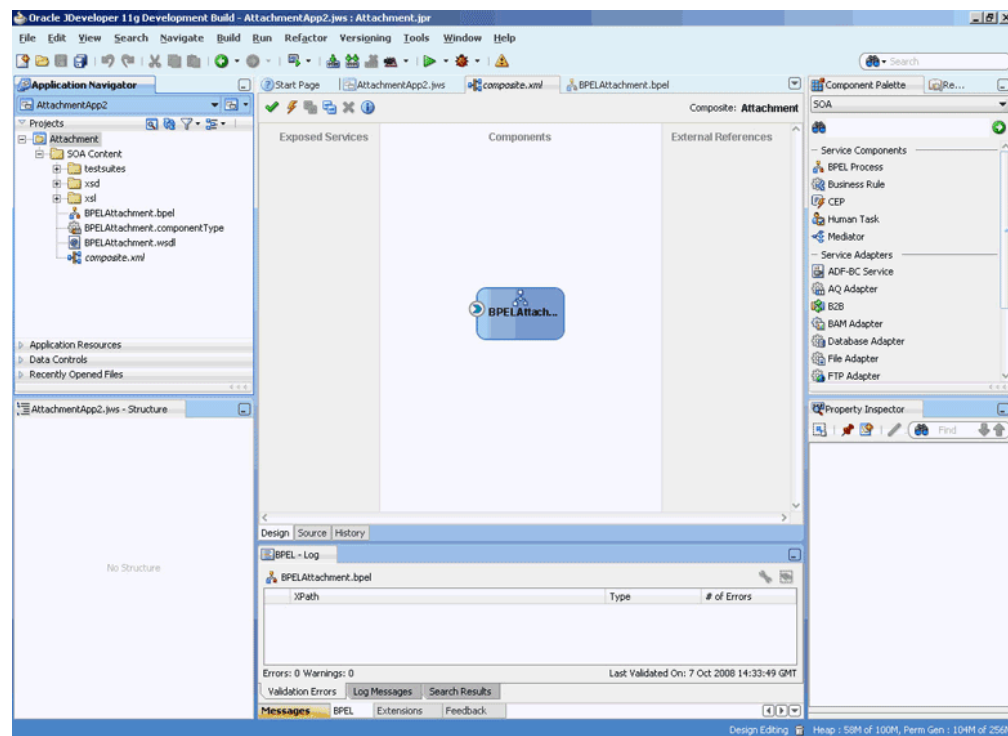 Oracle JDeveloper 11g Development Build - AttachmentApp2.jws : Attachment.jpr
File Edit View Search Navigate Build Run Refactor Versioning Tools Window Help
Search
Application Navigator
AttachmentApp2
Projects
Attachment
SOA Content
testsuites
xsd
xsl
BPELAttachment.bpel
BPELAttachment.componentType
BPELAttachment.wsdl
composite.xml
Application Resources
Data Controls
Recently Opened Files
AttachmentApp2.jws - Structure
No Structure
Start Page AttachmentApp2.jws composite.xml BPELAttachment.bpel
Composite: Attachment
Exposed Services Components External References
BPELAttach...
Design Source History
BPEL - Log
BPELAttachment.bpel
XPath Type # of Errors
Errors: 0 Warnings: 0 Last Validated On: 7 Oct 2008 14:33:49 GMT
Validation Errors Log Messages Search Results
Messages BPEL Extensions Feedback
Component Palette Re...
SOA
Service Components
BPEL Process
Business Rule
CEP
Human Task
Mediator
Service Adapters
ADF-BC Service
AQ Adapter
B2B
BAM Adapter
Database Adapter
File Adapter
FTP Adapter
Property Inspector
Find
Design Editing Heap : 58M of 100M, Perm Gen : 104M of 256M